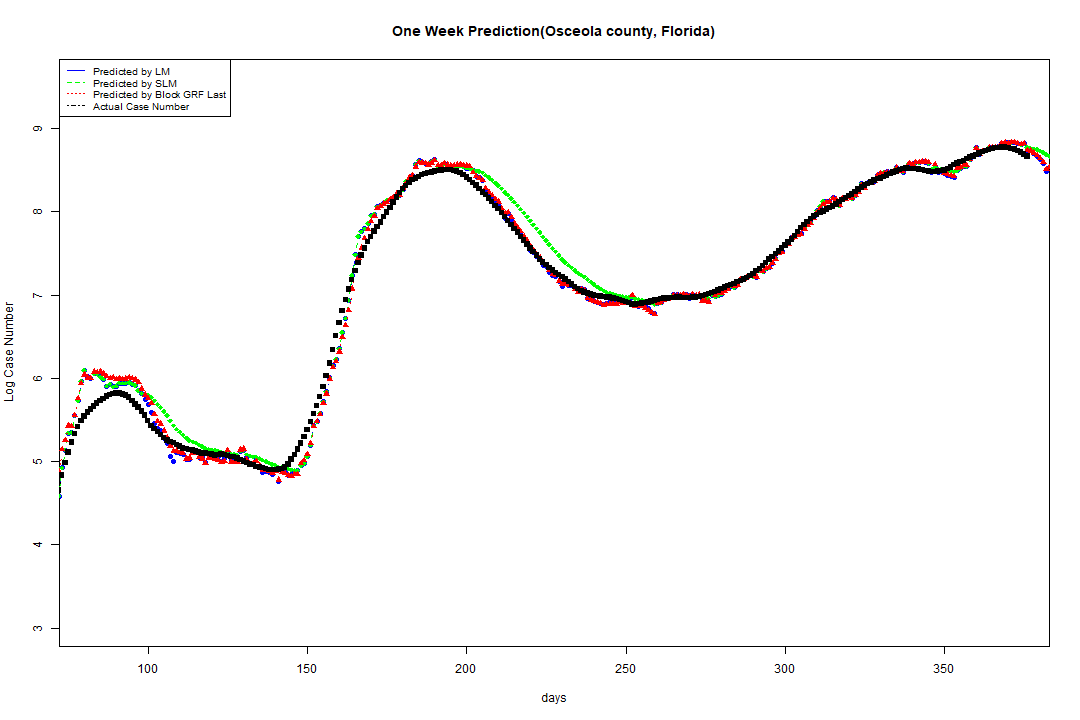 One Week Prediction(Osceola county, Florida)
Predicted by LM
Predicted by SLM
Predicted by Block GRF Last
Actual Case Number
9
8
7
6
5
4
3
Log Case Number
100 150 200 250 300 350
days